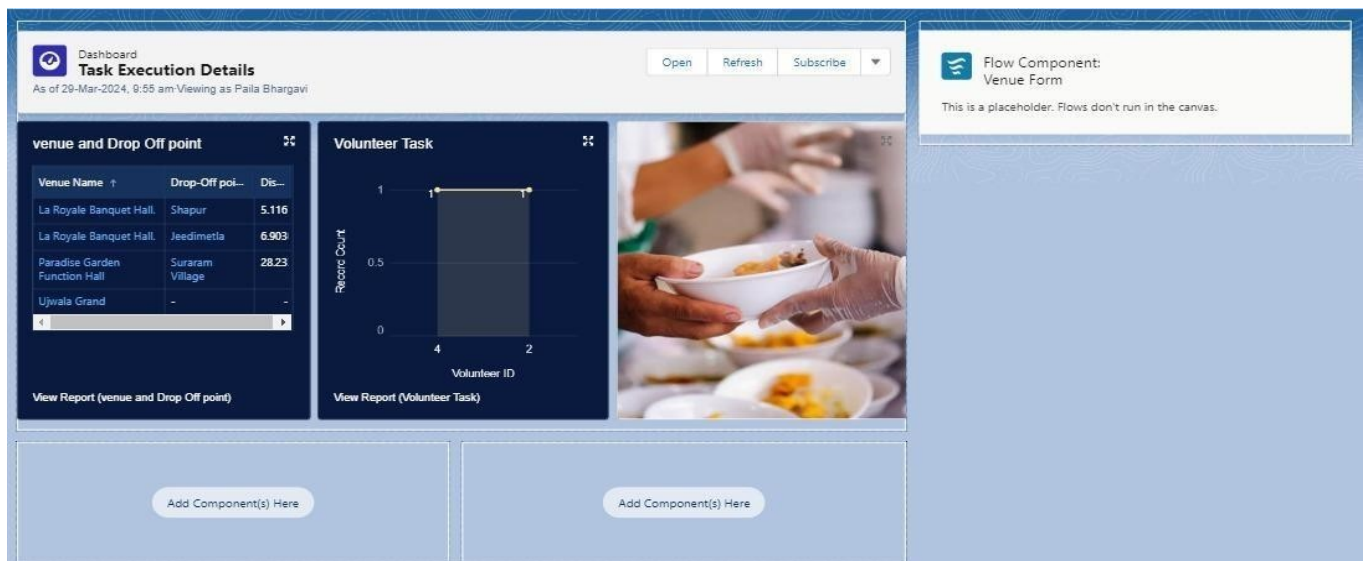 Dashboard
Task Execution Details
As of 29-Mar-2024, 9:55 am·Viewing as Paila Bhargavi
Open
Refresh
Subscribe
Flow Component:
Venue Form
This is a placeholder. Flows don't run in the canvas.
venue and Drop Off point
Venue Name ↑ Drop-Off poi... Dis...
La Royale Banquet Hall. Shapur 5.116
La Royale Banquet Hall. Jeedimetla 6.903
Paradise Garden Suraram 28.23
Function Hall Village
Ujwala Grand - -
View Report (venue and Drop Off point)
Volunteer Task
1
1 1
0.5
0
Record Count
4 2
Volunteer ID
View Report (Volunteer Task)
Add Component(s) Here
Add Component(s) Here